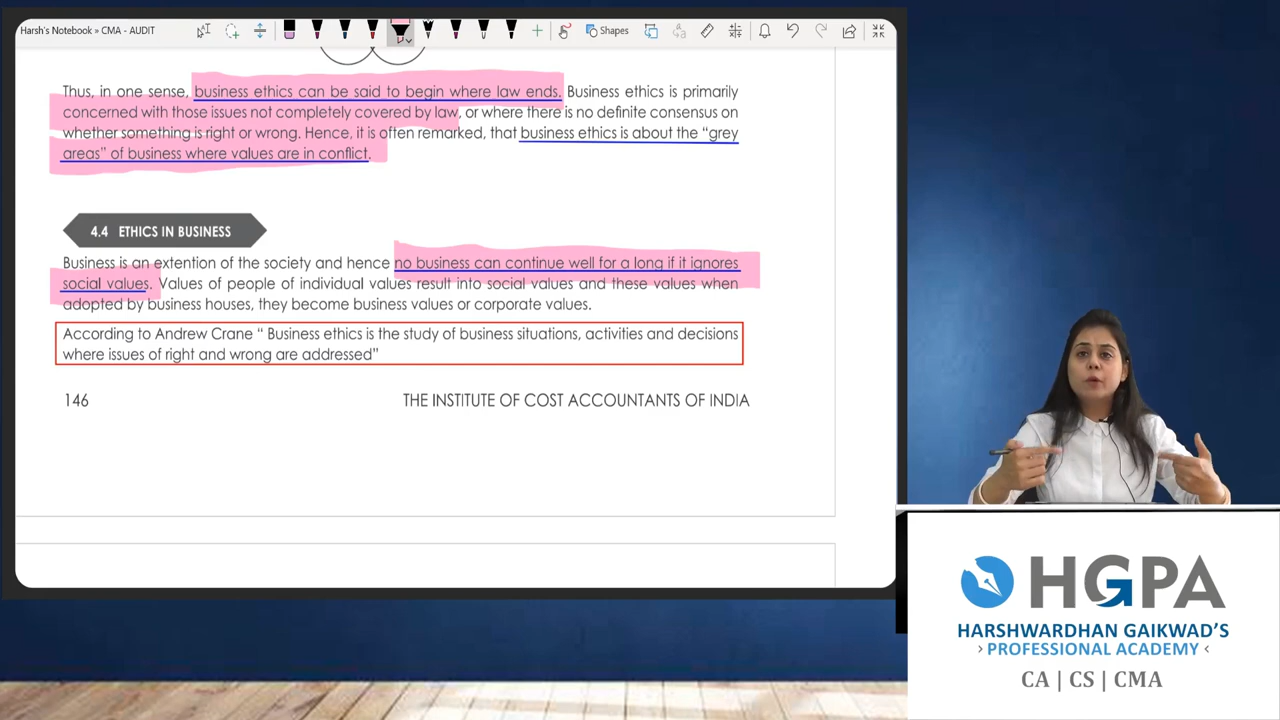 Harsh's Notebook » CMA - AUDIT
Shapes
Thus, in one sense, business ethics can be said to begin where law ends. Business ethics is primarily
concerned with those issues not completely covered by law, or where there is no definite consensus on
whether something is right or wrong. Hence, it is often remarked, that business ethics is about the “grey
areas” of business where values are in conflict.
4.4 ETHICS IN BUSINESS
Business is an extention of the society and hence no business can continue well for a long if it ignores
social values. Values of people of individual values result into social values and these values when
adopted by business houses, they become business values or corporate values.
According to Andrew Crane “ Business ethics is the study of business situations, activities and decisions
where issues of right and wrong are addressed”
146 THE INSTITUTE OF COST ACCOUNTANTS OF INDIA
HGPA
HARSHWARDHAN GAIKWAD'S
› PROFESSIONAL ACADEMY ‹
CA | CS | CMA